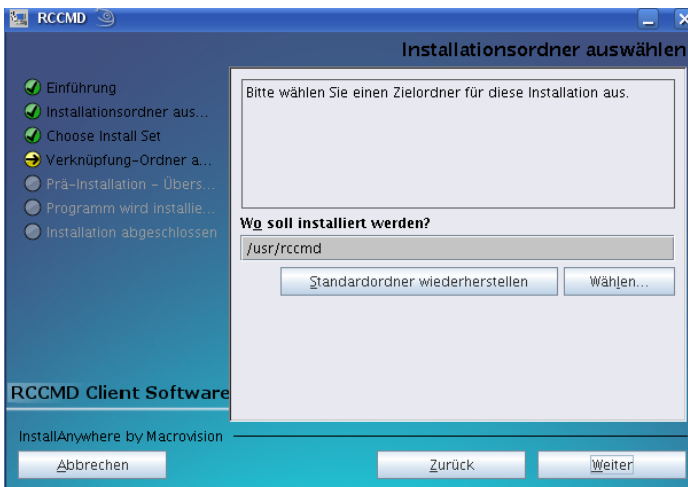 RCCMD
Installationsordner auswählen
Einführung
Installationsordner aus...
Choose Install Set
Verknüpfung-Ordner a...
Prä-Installation - Übers...
Programm wird installie...
Installation abgeschlossen
Bitte wählen Sie einen Zielordner für diese Installation aus.
Wo soll installiert werden?
/usr/rccmd
Standardordner wiederherstellen
Wählen...
RCCMD Client Software
InstallAnywhere by Macrovision
Abbrechen
Zurück
Weiter